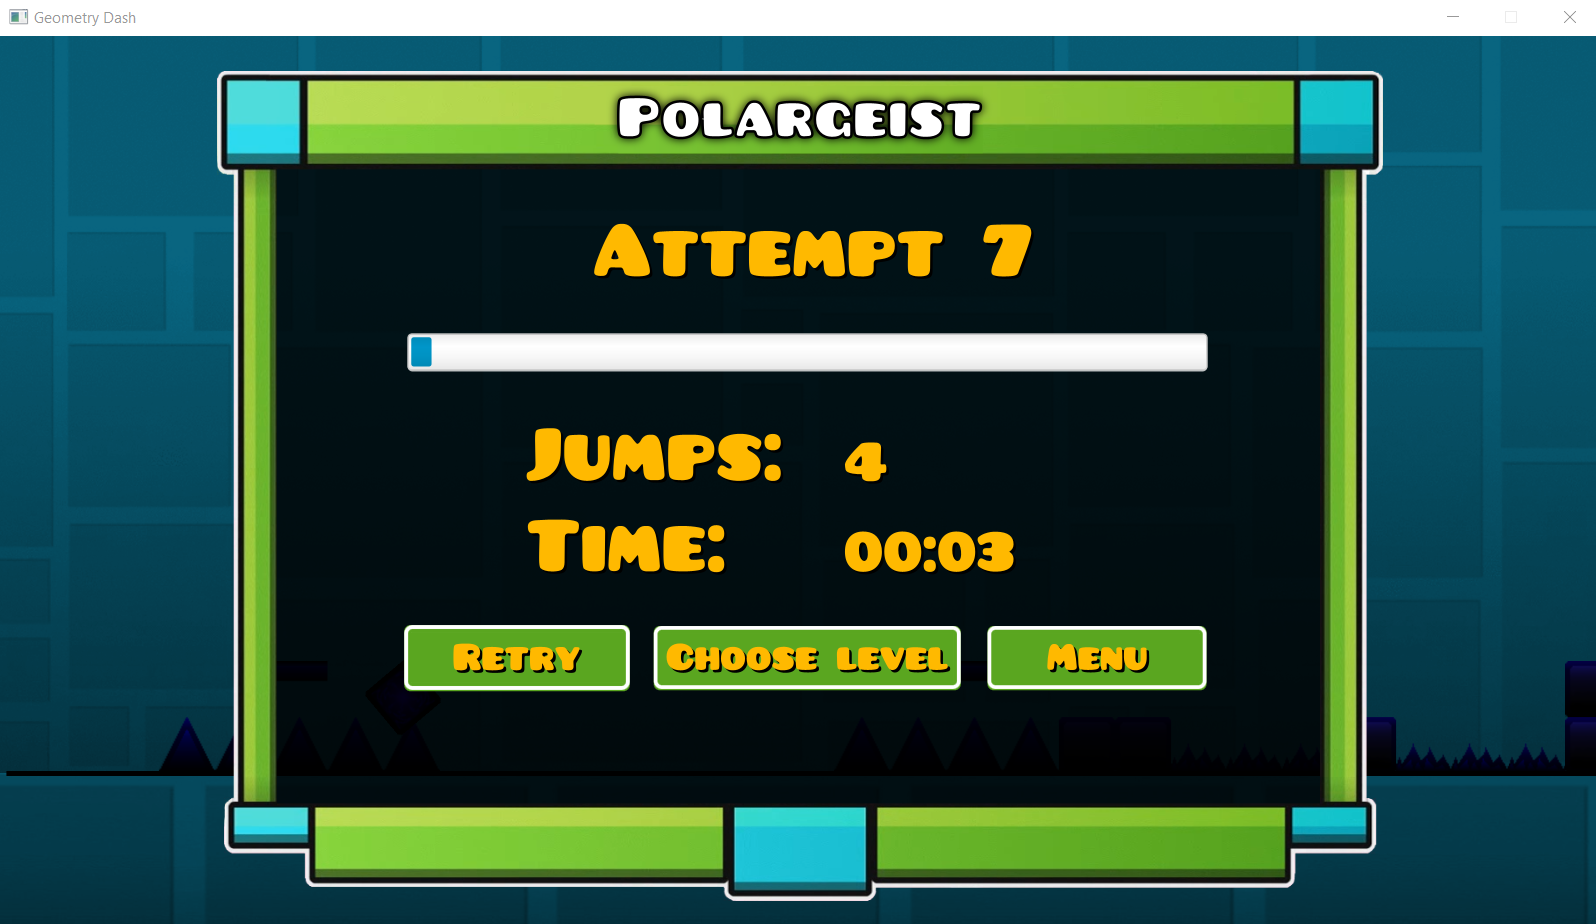 Geometry Dash
Polargeist
Attempt 7
Jumps: 4
Time: 00:03
Retry Choose level Menu